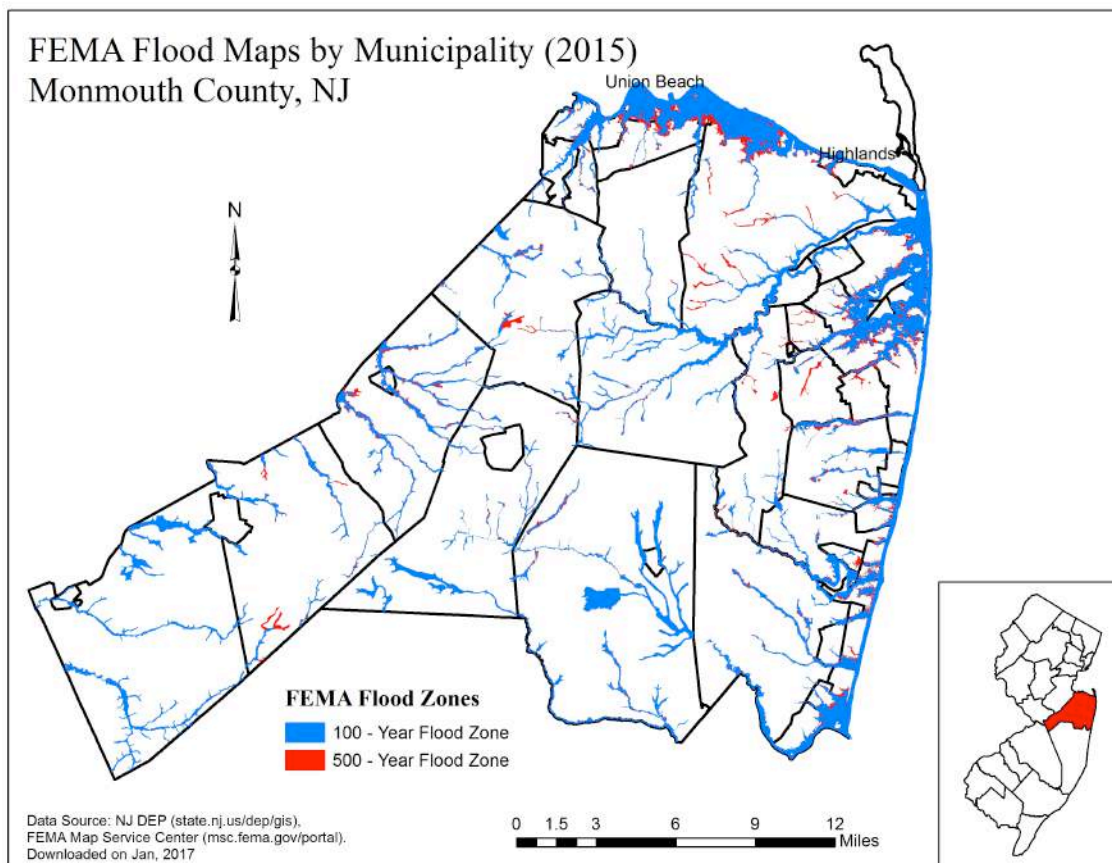 FEMA Flood Maps by Municipality (2015)
Monmouth County, NJ
Union Beach
Highlands
N
FEMA Flood Zones
100 - Year Flood Zone
500 - Year Flood Zone
Data Source: NJ DEP (state.nj.us/dep/gis),
FEMA Map Service Center (msc.fema.gov/portal).
Downloaded on Jan, 2017
0 1.5 3 6 9 12
Miles